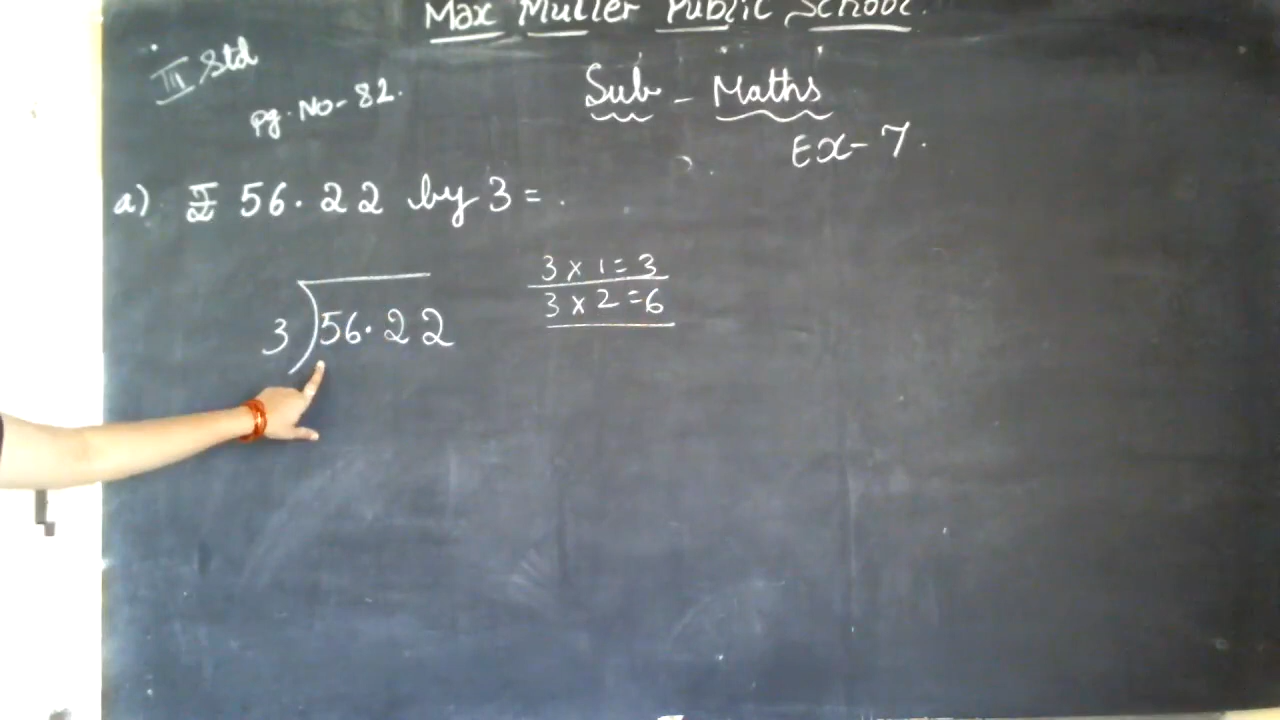 Max Muller Public School.
III Std
Sub - Maths
pg. No- 82.
Ex- 7.
a) 56.22 by 3 = .
3 x 1 = 3
3 x 2 = 6
3)56.22